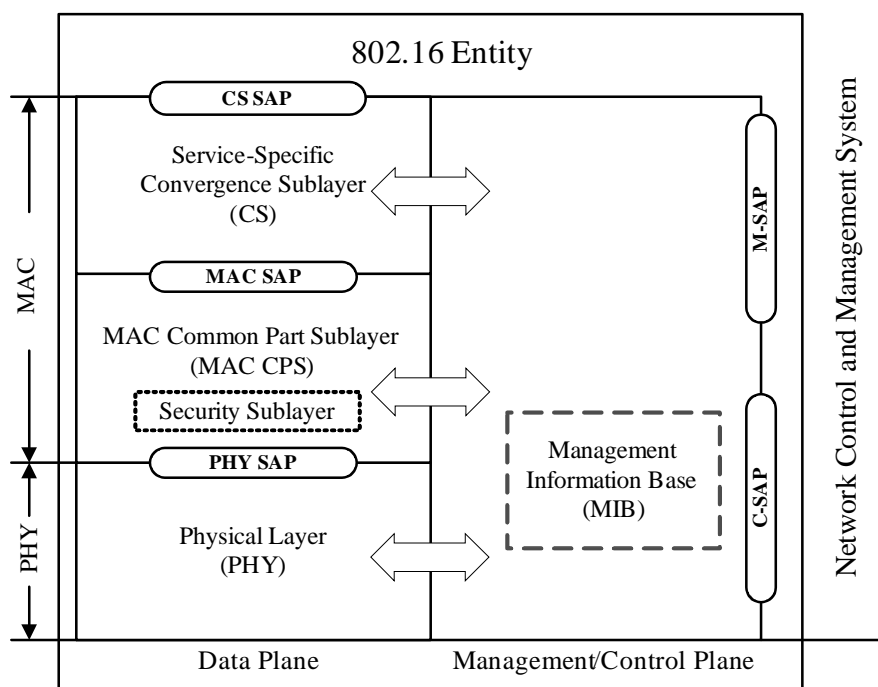 802.16 Entity
CS SAP
Service-Specific
Convergence Sublayer
(CS)
MAC SAP
MAC Common Part Sublayer
(MAC CPS)
Security Sublayer
PHY SAP
Physical Layer
(PHY)
Data Plane
MAC
PHY
Management
Information Base
(MIB)
Management/Control Plane
M-SAP
C-SAP
Network Control and Management System